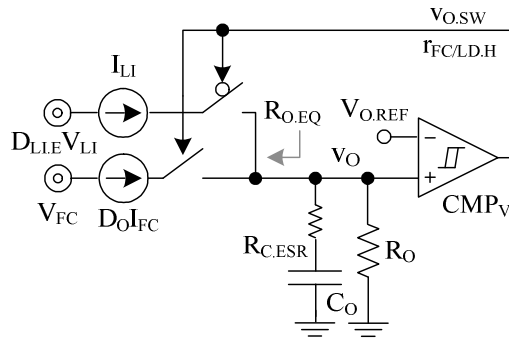 v_O.SW
r_FC/LD.H
I_LI
D_LI.E V_LI
R_O.EQ
v_O
V_O.REF
−
+
CMP_V
V_FC
D_O I_FC
R_C.ESR
C_O
R_O